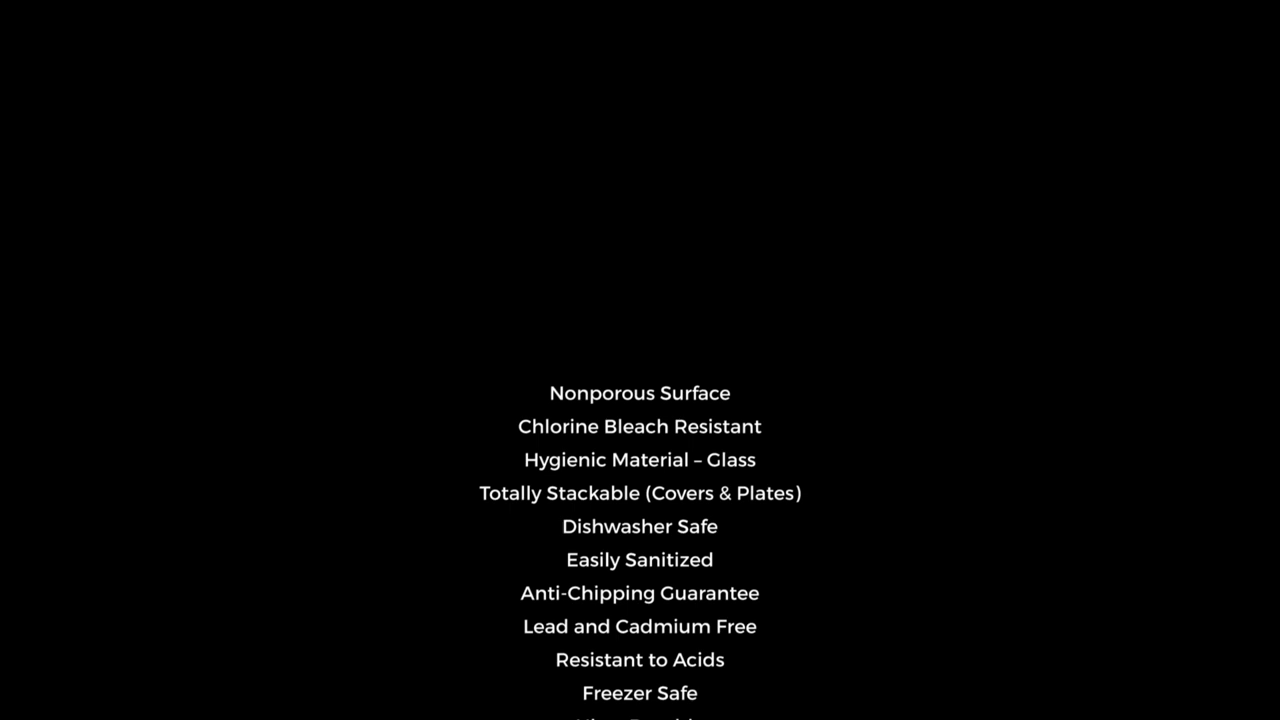 Nonporous Surface
Chlorine Bleach Resistant
Hygienic Material – Glass
Totally Stackable (Covers & Plates)
Dishwasher Safe
Easily Sanitized
Anti-Chipping Guarantee
Lead and Cadmium Free
Resistant to Acids
Freezer Safe